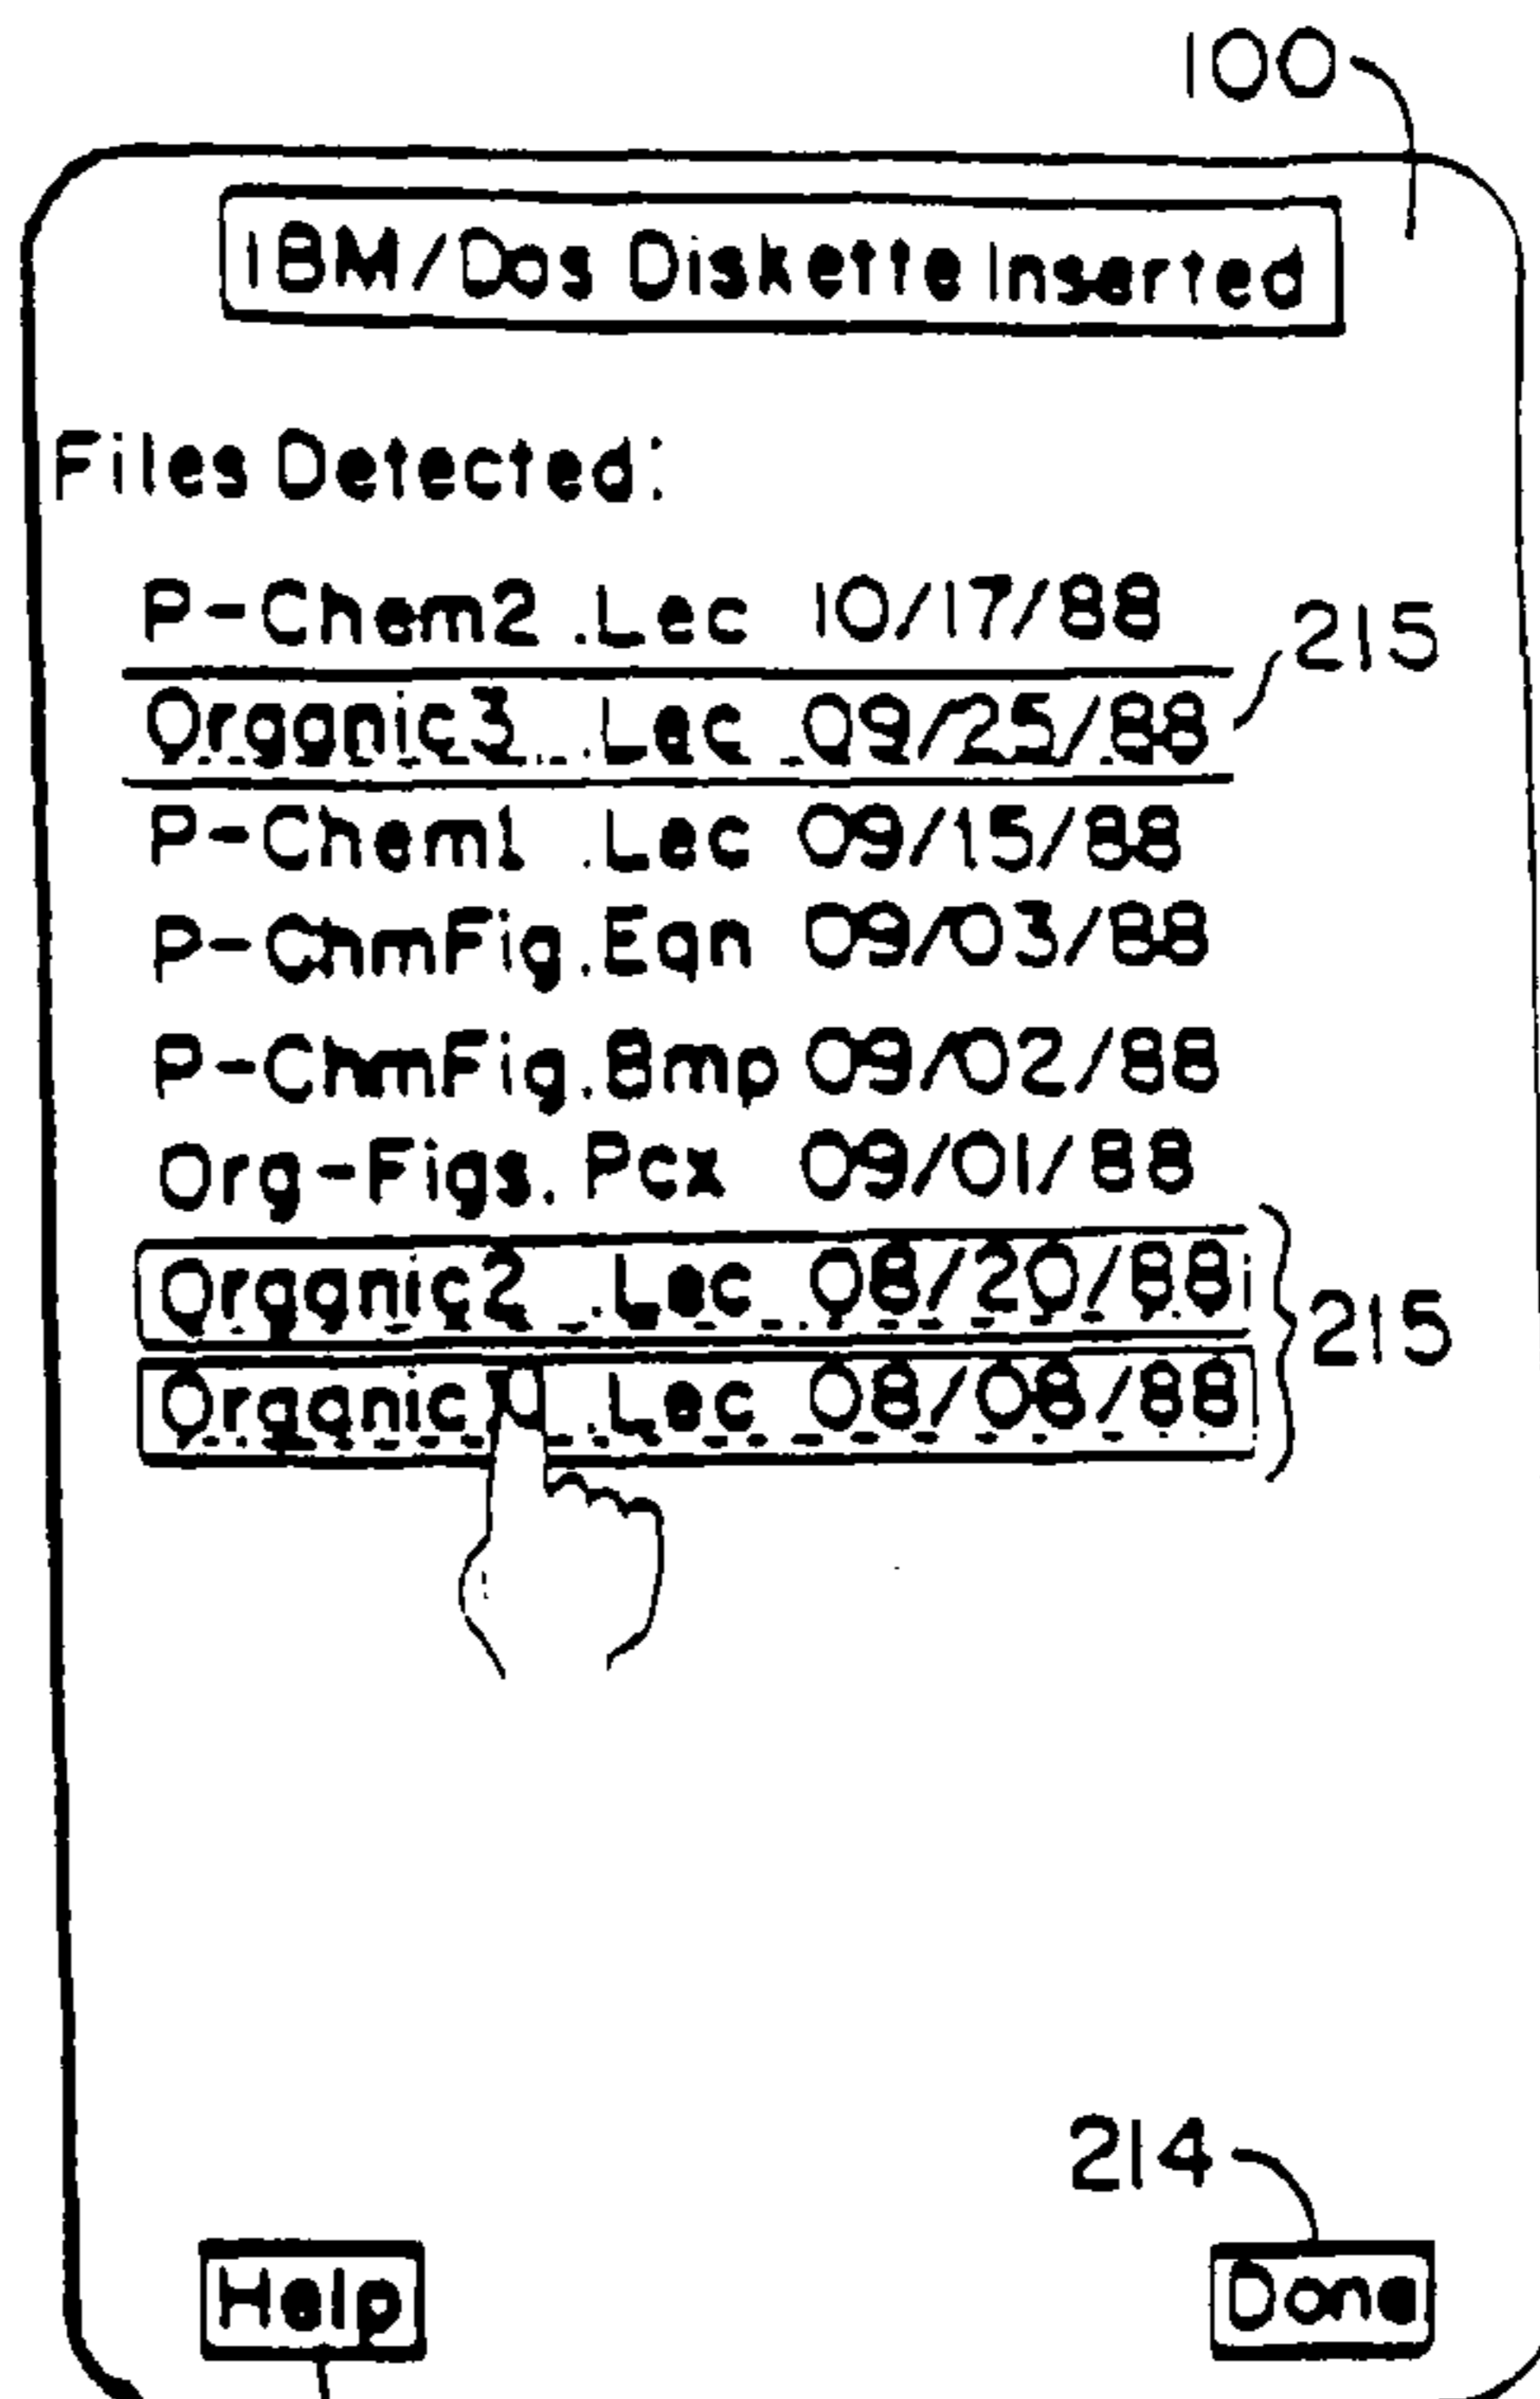 100
IBM/Dos Diskette Inserted
Files Detected:
P-Chem2 .Lec 10/17/88
215
Organic3 .Lec 09/25/88
P-Chem1 .Lec 09/15/88
P-ChmFig.Eqn 09/03/88
P-ChmFig.Bmp 09/02/88
Org-Figs.Pcx 09/01/88
Organic2 .Lec 08/20/88
215
Organic .Lec 08/08/88
214
Help
Done